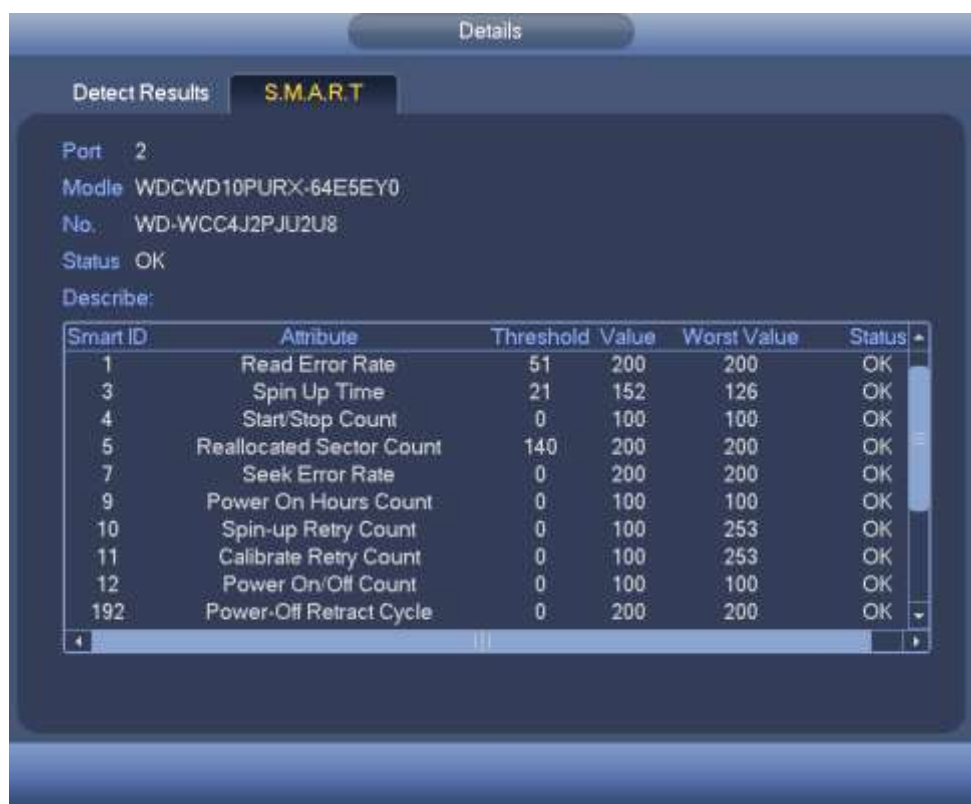 Details
Detect Results S.M.A.R.T
Port 2
Modle WDCWD10PURX-64E5EY0
No. WD-WCC4J2PJU2U8
Status OK
Describe:
Smart ID Attribute Threshold Value Worst Value Status
1 Read Error Rate 51 200 200 OK
3 Spin Up Time 21 152 126 OK
4 Start/Stop Count 0 100 100 OK
5 Reallocated Sector Count 140 200 200 OK
7 Seek Error Rate 0 200 200 OK
9 Power On Hours Count 0 100 100 OK
10 Spin-up Retry Count 0 100 253 OK
11 Calibrate Retry Count 0 100 253 OK
12 Power On/Off Count 0 100 100 OK
192 Power-Off Retract Cycle 0 200 200 OK